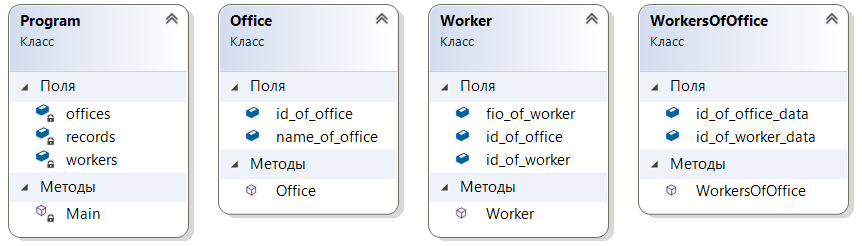 Program
Класс
Поля
offices
records
workers
Методы
Main
Office
Класс
Поля
id_of_office
name_of_office
Методы
Office
Worker
Класс
Поля
fio_of_worker
id_of_office
id_of_worker
Методы
Worker
WorkersOfOffice
Класс
Поля
id_of_office_data
id_of_worker_data
Методы
WorkersOfOffice